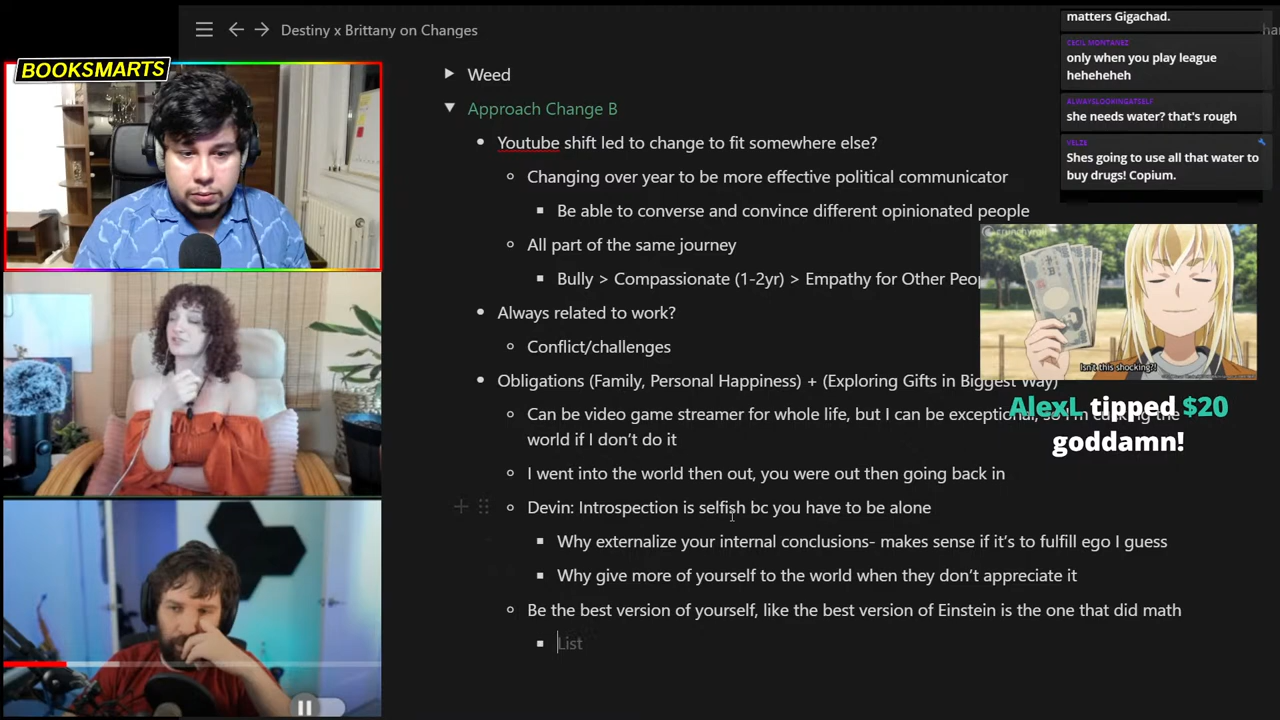 Destiny x Brittany on Changes
BOOKSMARTS
Weed
Approach Change B
Youtube shift led to change to fit somewhere else?
Changing over year to be more effective political communicator
Be able to converse and convince different opinionated people
All part of the same journey
Bully > Compassionate (1-2yr) > Empathy for Other Peo
Always related to work?
Conflict/challenges
Obligations (Family, Personal Happiness) + (Exploring Gifts in Biggest Way)
Can be video game streamer for whole life, but I can be exceptional, so I'm
world if I don't do it
I went into the world then out, you were out then going back in
Devin: Introspection is selfish bc you have to be alone
Why externalize your internal conclusions- makes sense if it's to fulfill ego I guess
Why give more of yourself to the world when they don't appreciate it
Be the best version of yourself, like the best version of Einstein is the one that did math
List
matters Gigachad.
CECIL MONTANEZ
only when you play league
heheheheh
ALWAYSLOOKINGATSELF
she needs water? that's rough
VELZE
Shes going to use all that water to
buy drugs! Copium.
crunchyroll
Isn't this shocking?!
AlexL tipped $20
goddamn!